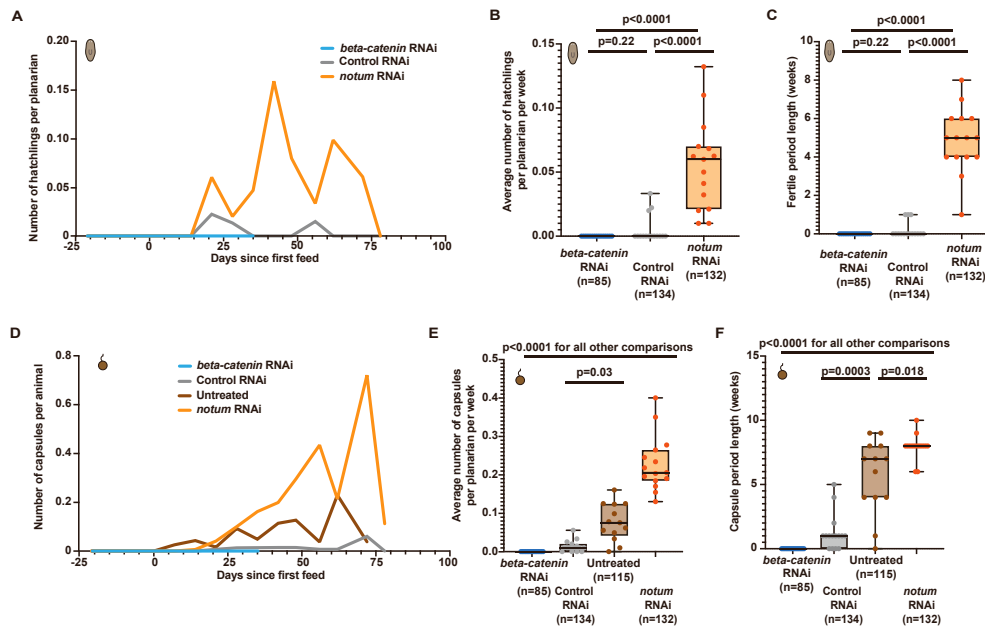 A
Number of hatchlings per planarian
0.20
0.15
0.10
0.05
0.00
-25
0
25
50
75
100
Days since first feed
beta-catenin RNAi
Control RNAi
notum RNAi
B
p<0.0001
p=0.22
p<0.0001
Average number of hatchlings
per planarian per week
0.15
0.10
0.05
0.00
beta-catenin
RNAi
(n=85)
Control
RNAi
(n=134)
notum
RNAi
(n=132)
C
p<0.0001
p=0.22
p<0.0001
Fertile period length (weeks)
10
8
6
4
2
0
beta-catenin
RNAi
(n=85)
Control
RNAi
(n=134)
notum
RNAi
(n=132)
D
Number of capsules per animal
0.8
0.6
0.4
0.2
0.0
-25
0
25
50
75
100
Days since first feed
beta-catenin RNAi
Control RNAi
Untreated
notum RNAi
E
p<0.0001 for all other comparisons
p=0.03
Average number of capsules
per planarian per week
0.5
0.4
0.3
0.2
0.1
0.0
beta-catenin
RNAi
(n=85)
Control
RNAi
(n=134)
Untreated
(n=115)
notum
RNAi
(n=132)
F
p<0.0001 for all other comparisons
p=0.0003
p=0.018
Capsule period length (weeks)
15
10
5
0
beta-catenin
RNAi
(n=85)
Control
RNAi
(n=134)
Untreated
(n=115)
notum
RNAi
(n=132)